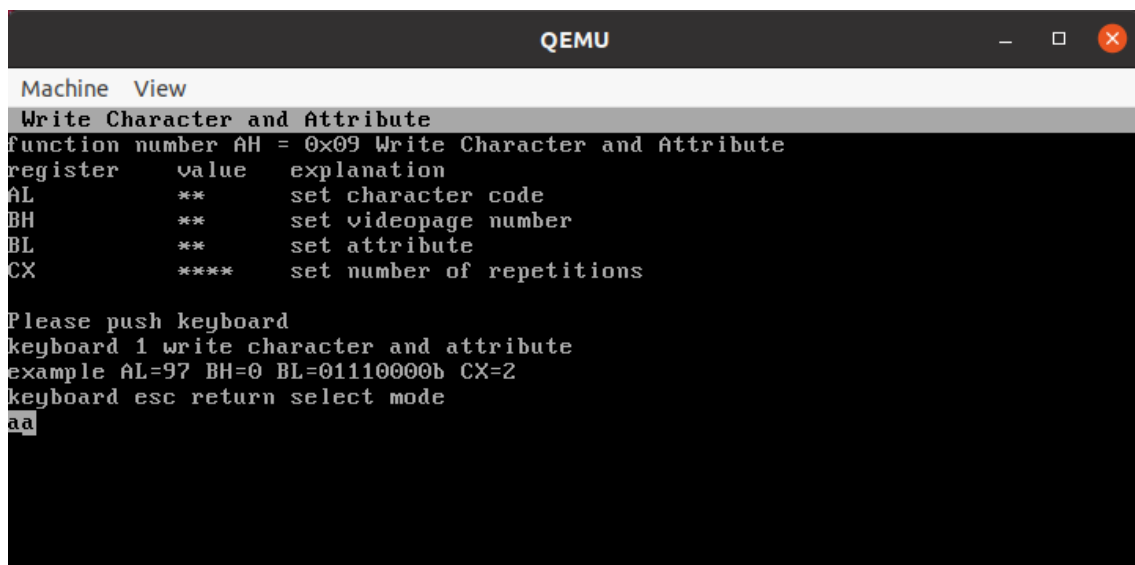 QEMU
Machine View
Write Character and Attribute
function number AH = 0x09 Write Character and Attribute
register value explanation
AL ** set character code
BH ** set videopage number
BL ** set attribute
CX **** set number of repetitions
Please push keyboard
keyboard 1 write character and attribute
example AL=97 BH=0 BL=01110000b CX=2
keyboard esc return select mode
aa